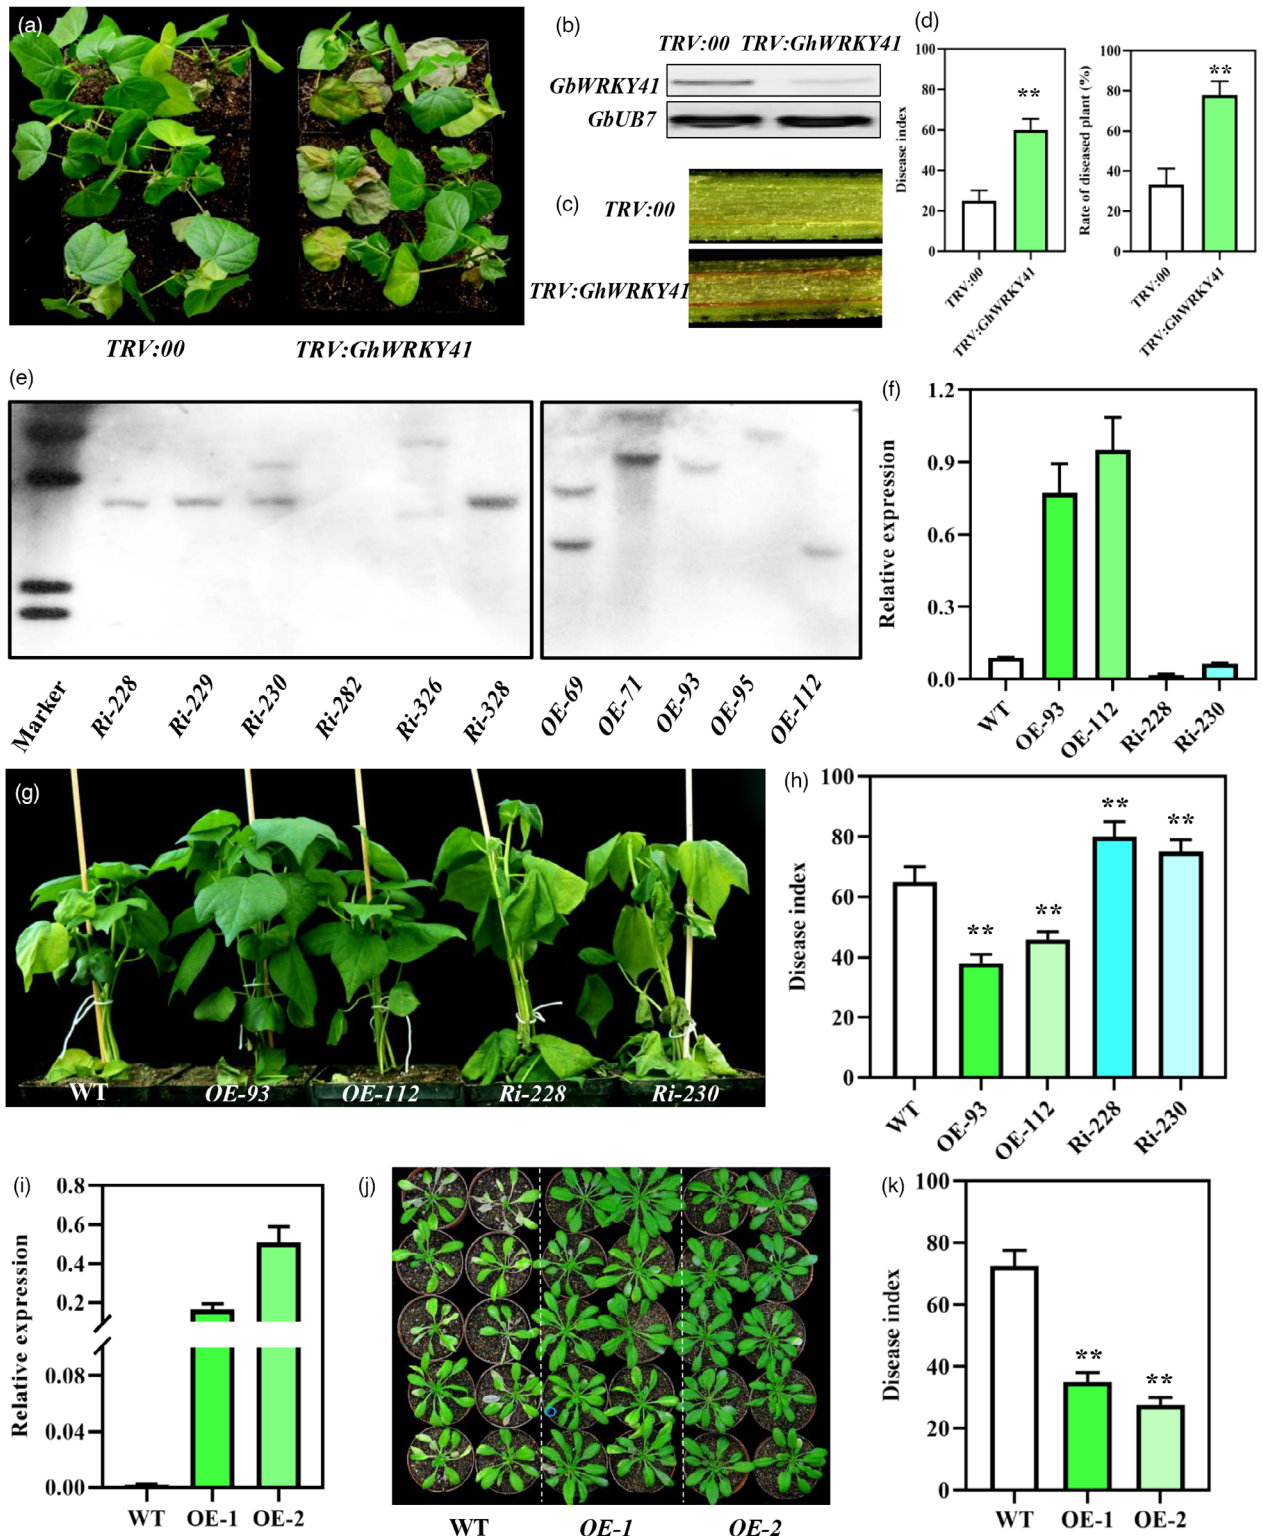 (a)
TRV:00
TRV:GhWRKY41
(b)
TRV:00 TRV:GhWRKY41
GbWRKY41
GbUB7
(c)
TRV:00
TRV:GhWRKY41
(d)
100
80
60
40
20
0
Disease index
**
TRV:00
TRV:GhWRKY41
100
80
60
40
20
0
Rate of diseased plant (%)
**
TRV:00
TRV:GhWRKY41
(e)
Marker
Ri-228
Ri-229
Ri-230
Ri-282
Ri-326
Ri-328
OE-69
OE-71
OE-93
OE-95
OE-112
(f)
1.2
0.9
0.6
0.3
0.0
Relative expression
WT
OE-93
OE-112
Ri-228
Ri-230
(g)
WT
OE-93
OE-112
Ri-228
Ri-230
(h)
100
80
60
40
20
0
Disease index
**
**
**
**
WT
OE-93
OE-112
Ri-228
Ri-230
(i)
0.8
0.6
0.4
0.2
0.08
0.04
0.00
Relative expression
WT
OE-1
OE-2
(j)
WT
OE-1
OE-2
(k)
100
80
60
40
20
0
Disease index
**
**
WT
OE-1
OE-2